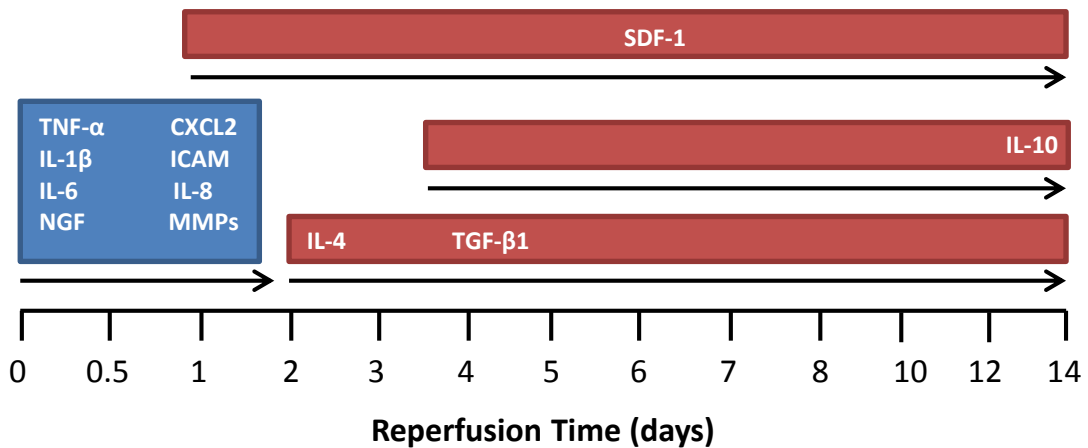 SDF-1
TNF-α CXCL2
IL-1β ICAM
IL-6 IL-8
NGF MMPs
IL-10
IL-4 TGF-β1
0 0.5 1 2 3 4 5 6 7 8 10 12 14
Reperfusion Time (days)